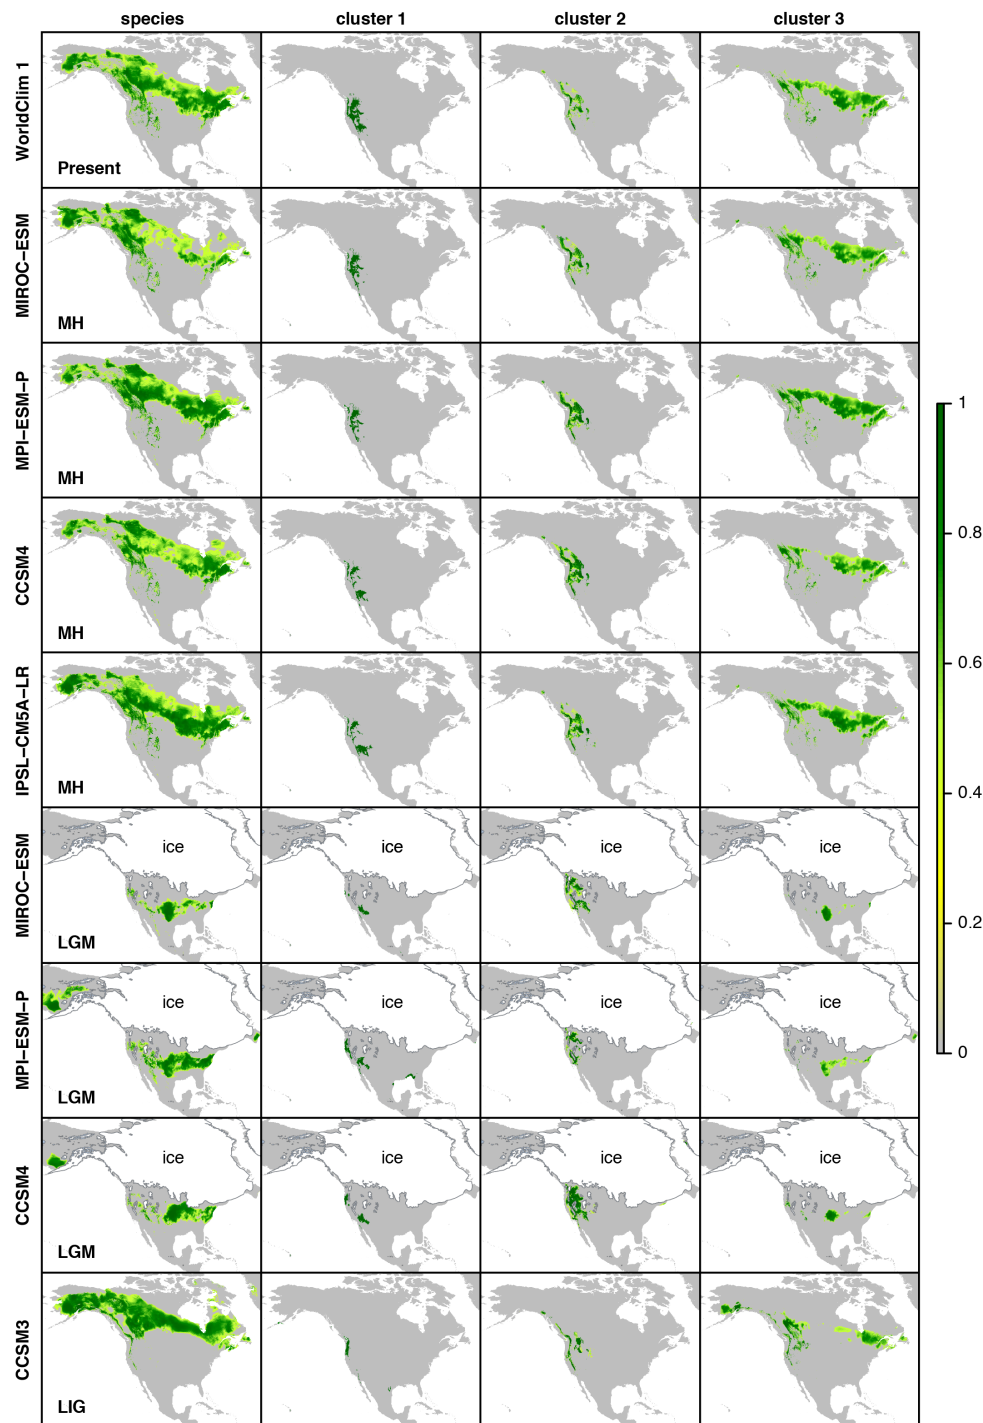 species cluster 1 cluster 2 cluster 3
WorldClim 1
Present
MIROC−ESM
MH
MPI−ESM−P
MH
CCSM4
MH
IPSL−CM5A−LR
MH
MIROC−ESM
ice ice ice ice
LGM
MPI−ESM−P
ice ice ice ice
LGM
CCSM4
ice ice ice ice
LGM
CCSM3
LIG
1
0.8
0.6
0.4
0.2
0